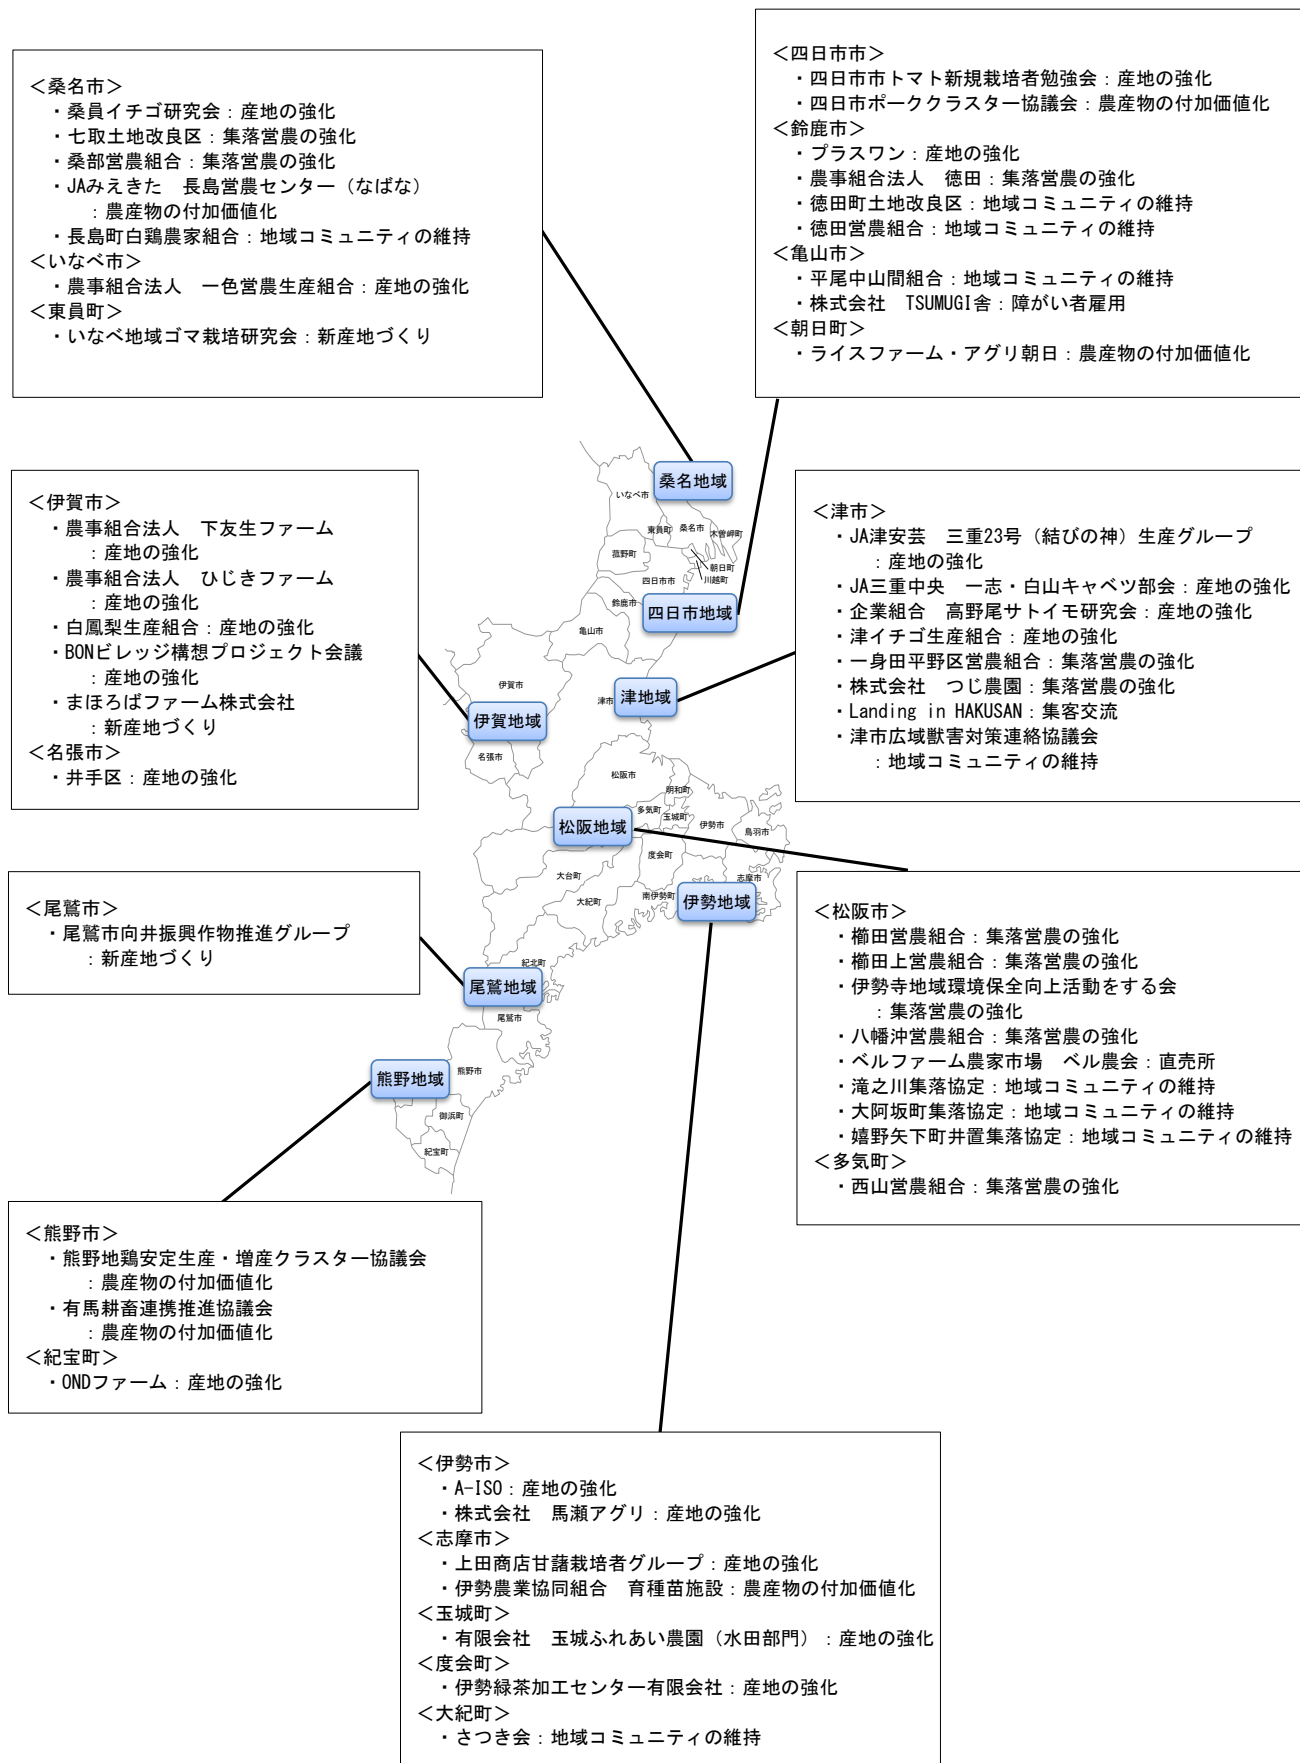 ＜桑名市＞
・桑員イチゴ研究会：産地の強化
・七取土地改良区：集落営農の強化
・桑部営農組合：集落営農の強化
・JAみえきた　長島営農センター（なばな）
：農産物の付加価値化
・長島町白鶏農家組合：地域コミュニティの維持
＜いなべ市＞
・農事組合法人　一色営農生産組合：産地の強化
＜東員町＞
・いなべ地域ゴマ栽培研究会：新産地づくり
＜四日市市＞
・四日市市トマト新規栽培者勉強会：産地の強化
・四日市ポーククラスター協議会：農産物の付加価値化
＜鈴鹿市＞
・プラスワン：産地の強化
・農事組合法人　徳田：集落営農の強化
・徳田町土地改良区：地域コミュニティの維持
・徳田営農組合：地域コミュニティの維持
＜亀山市＞
・平尾中山間組合：地域コミュニティの維持
・株式会社　TSUMUGI舎：障がい者雇用
＜朝日町＞
・ライスファーム・アグリ朝日：農産物の付加価値化
＜伊賀市＞
・農事組合法人　下友生ファーム
：産地の強化
・農事組合法人　ひじきファーム
：産地の強化
・白鳳梨生産組合：産地の強化
・BONビレッジ構想プロジェクト会議
：産地の強化
・まほろばファーム株式会社
：新産地づくり
＜名張市＞
・井手区：産地の強化
＜津市＞
・JA津安芸　三重23号（結びの神）生産グループ
：産地の強化
・JA三重中央　一志・白山キャベツ部会：産地の強化
・企業組合　高野尾サトイモ研究会：産地の強化
・津イチゴ生産組合：産地の強化
・一身田平野区営農組合：集落営農の強化
・株式会社　つじ農園：集落営農の強化
・Landing in HAKUSAN：集客交流
・津市広域獣害対策連絡協議会
：地域コミュニティの維持
桑名地域
いなべ市
東員町
桑名市
木曽岬町
菰野町
朝日町
川越町
四日市市
鈴鹿市
四日市地域
亀山市
伊賀市
津市
津地域
伊賀地域
名張市
松阪市
明和町
多気町
玉城町
伊勢市
鳥羽市
松阪地域
度会町
大台町
志摩市
大紀町
南伊勢町
伊勢地域
紀北町
尾鷲地域
尾鷲市
熊野地域
熊野市
御浜町
紀宝町
＜尾鷲市＞
・尾鷲市向井振興作物推進グループ
：新産地づくり
＜松阪市＞
・櫛田営農組合：集落営農の強化
・櫛田上営農組合：集落営農の強化
・伊勢寺地域環境保全向上活動をする会
：集落営農の強化
・八幡沖営農組合：集落営農の強化
・ベルファーム農家市場　ベル農会：直売所
・滝之川集落協定：地域コミュニティの維持
・大阿坂町集落協定：地域コミュニティの維持
・嬉野矢下町井置集落協定：地域コミュニティの維持
＜多気町＞
・西山営農組合：集落営農の強化
＜熊野市＞
・熊野地鶏安定生産・増産クラスター協議会
：農産物の付加価値化
・有馬耕畜連携推進協議会
：農産物の付加価値化
＜紀宝町＞
・ONDファーム：産地の強化
＜伊勢市＞
・A-ISO：産地の強化
・株式会社　馬瀬アグリ：産地の強化
＜志摩市＞
・上田商店甘藷栽培者グループ：産地の強化
・伊勢農業協同組合　育種苗施設：農産物の付加価値化
＜玉城町＞
・有限会社　玉城ふれあい農園（水田部門）：産地の強化
＜度会町＞
・伊勢緑茶加工センター有限会社：産地の強化
＜大紀町＞
・さつき会：地域コミュニティの維持